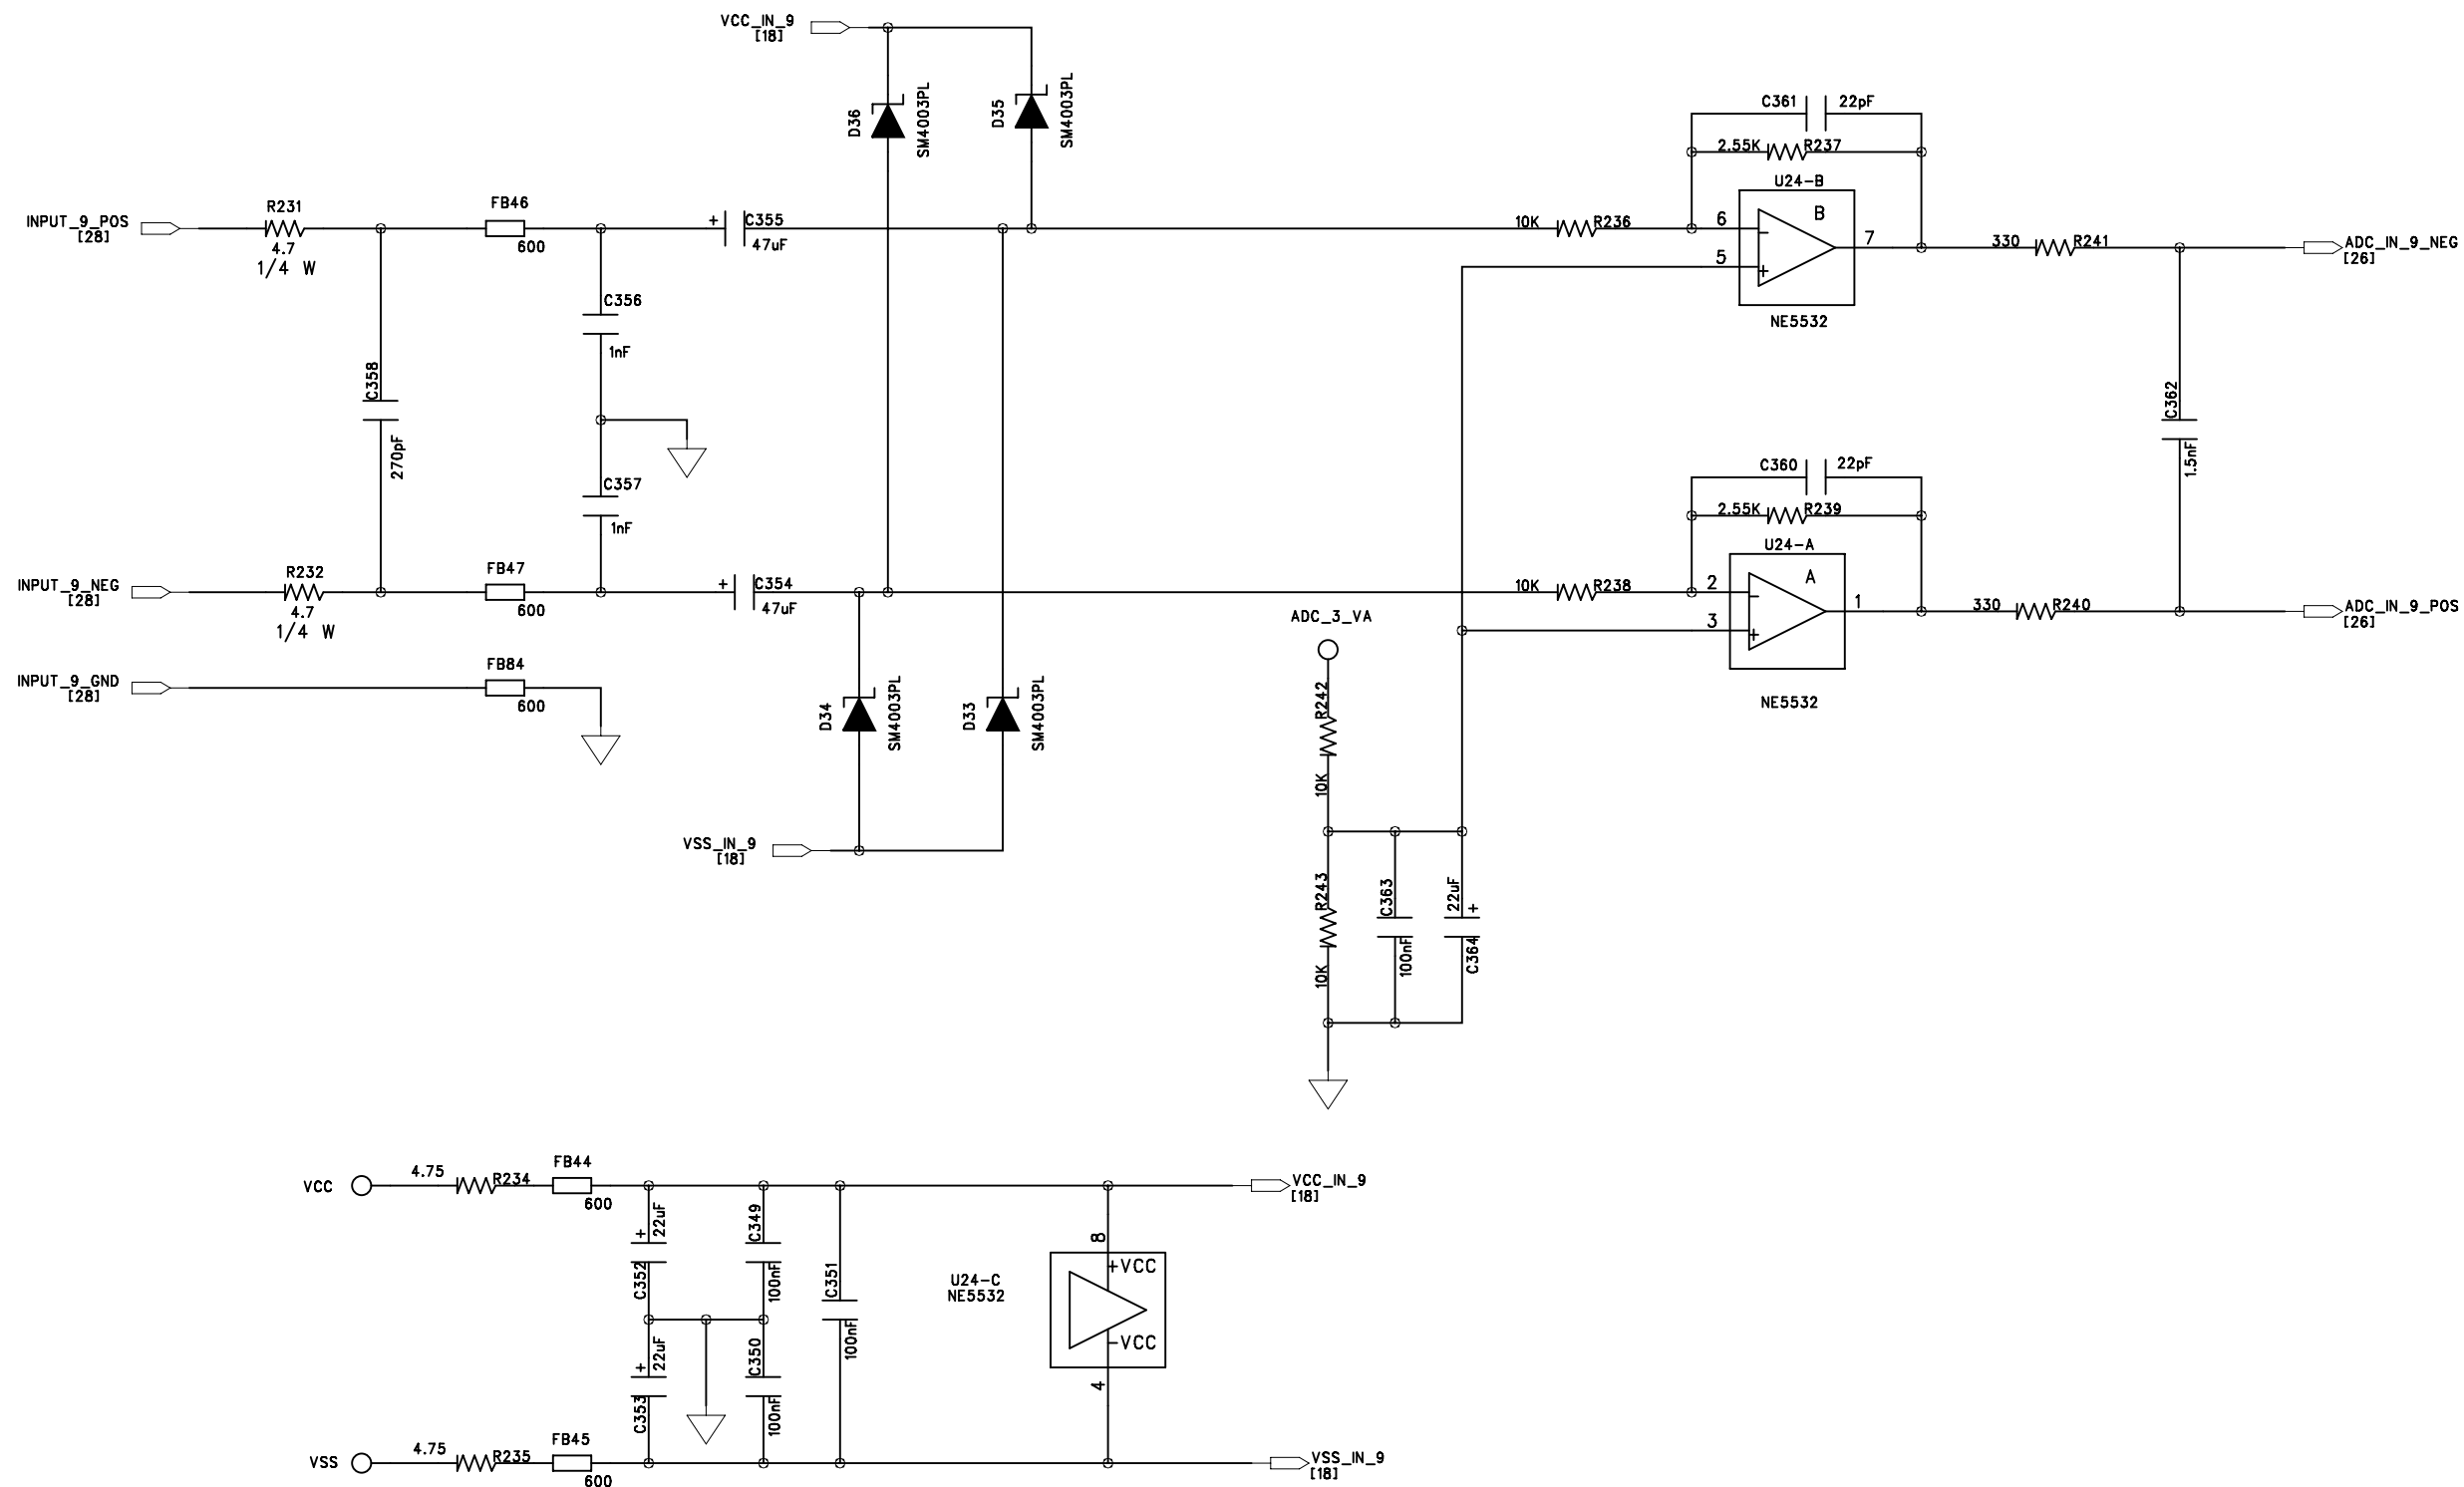 VCC_IN_9
[18]
D36
SM4003PL
D35
SM4003PL
C361 22pF
2.55K R237
U24-B
B
INPUT_9_POS
[28]
R231
4.7
1/4 W
FB46
600
+ C355
47uF
10K R236
6
-
5
+
7
NE5532
330 R241
ADC_IN_9_NEG
[26]
C356
1nF
C358
270pF
C357
1nF
C362
1.5nF
C360 22pF
2.55K R239
U24-A
A
INPUT_9_NEG
[28]
R232
4.7
1/4 W
FB47
600
+ C354
47uF
10K R238
2
-
3
+
1
NE5532
330 R240
ADC_IN_9_POS
[26]
INPUT_9_GND
[28]
FB84
600
D34
SM4003PL
D33
SM4003PL
ADC_3_VA
R242
10K
VSS_IN_9
[18]
R243
10K
C363
100nF
22uF
+
C364
VCC
4.75 R234
FB44
600
VCC_IN_9
[18]
+
22uF
C352
C349
100nF
C351
100nF
U24-C
NE5532
8
+VCC
-VCC
4
+
22uF
C353
C350
100nF
VSS
4.75 R235
FB45
600
VSS_IN_9
[18]